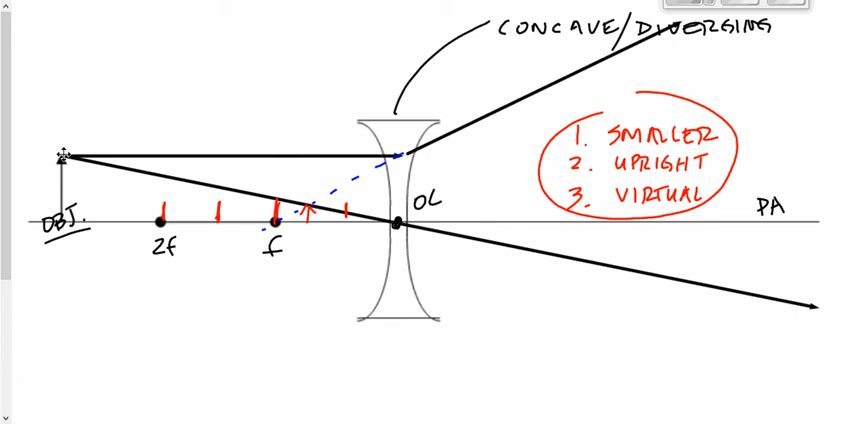 CONCAVE/DIVERGING
1. SMALLER
2. UPRIGHT
3. VIRTUAL
OC
PA
OBJ.
2f
f